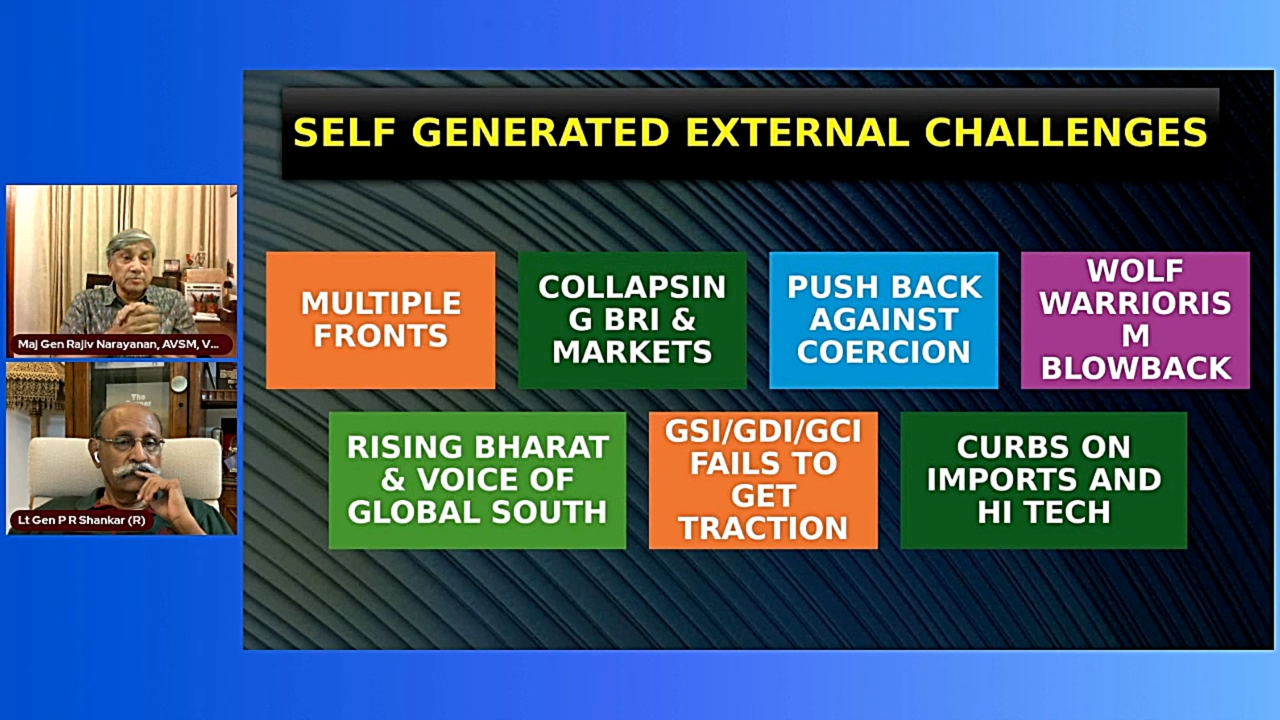 SELF GENERATED EXTERNAL CHALLENGES
MULTIPLE
FRONTS
COLLAPSIN
G BRI &
MARKETS
PUSH BACK
AGAINST
COERCION
WOLF
WARRIORIS
M
BLOWBACK
RISING BHARAT
& VOICE OF
GLOBAL SOUTH
GSI/GDI/GCI
FAILS TO
GET
TRACTION
CURBS ON
IMPORTS AND
HI TECH
Maj Gen Rajiv Narayanan, AVSM, V...
The
Lt Gen P R Shankar (R)